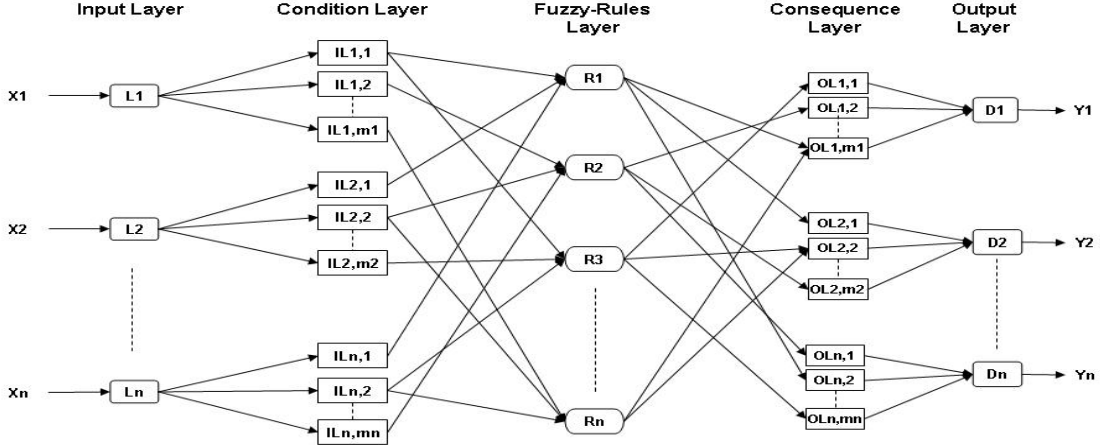 Input Layer
Condition Layer
Fuzzy-Rules
Layer
Consequence
Layer
Output
Layer
X1
L1
IL1,1
IL1,2
IL1,m1
R1
OL1,1
OL1,2
OL1,m1
D1
Y1
X2
L2
IL2,1
IL2,2
IL2,m2
R2
R3
OL2,1
OL2,2
OL2,m2
D2
Y2
Xn
Ln
ILn,1
ILn,2
ILn,mn
Rn
OLn,1
OLn,2
OLn,mn
Dn
Yn